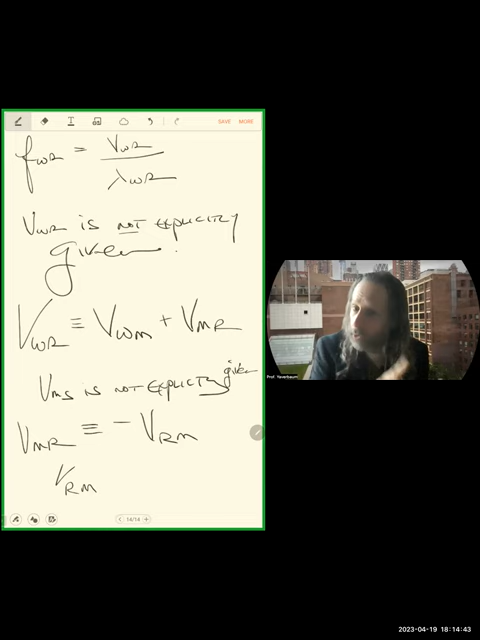 SAVE MORE
f_WR = V_WR / λ_WR
V_WR is not explicitly
given.
V_WR ≡ V_WM + V_MR
V_MS is not explicitly given
V_MR ≡ - V_RM
V_RM
14/14
Prof. Yaverbaum
2023-04-19 18:14:43